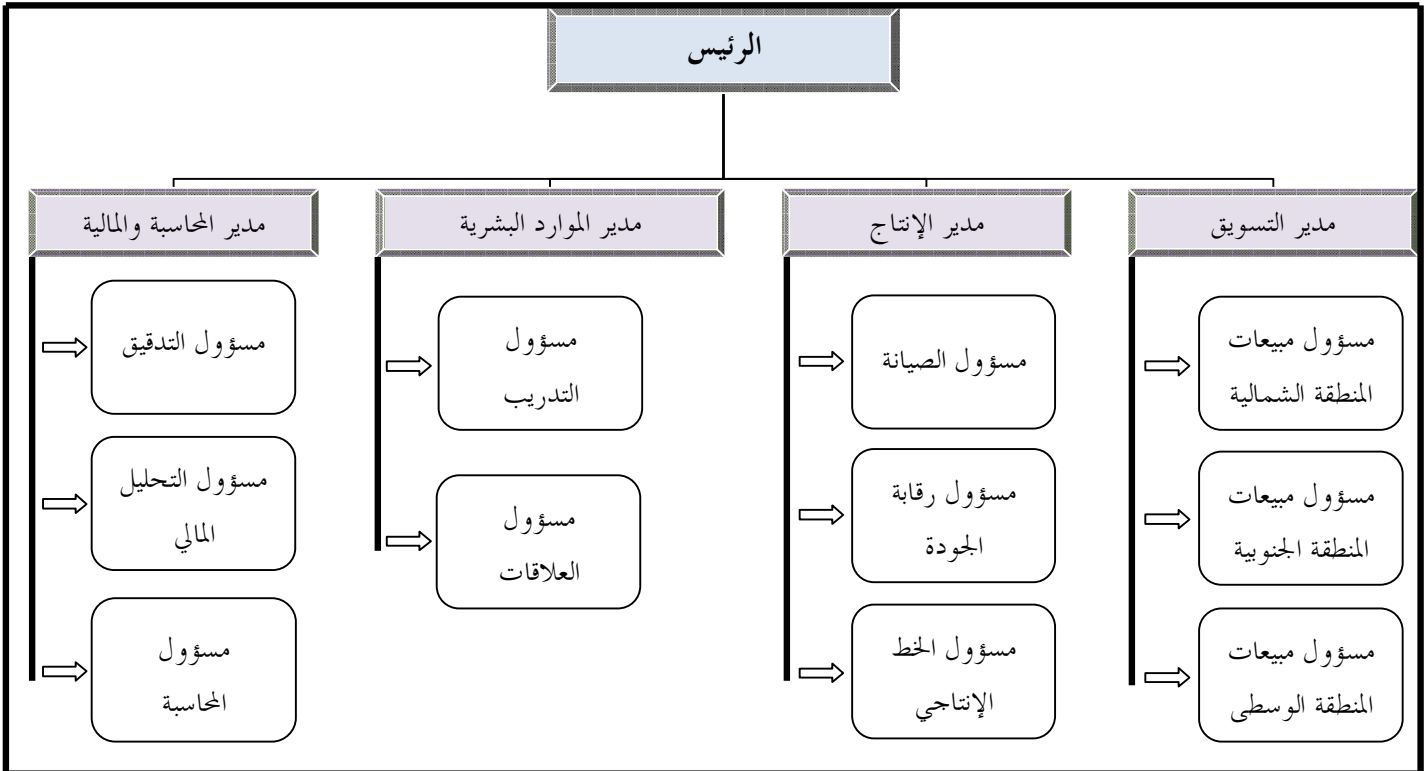 الرئيس
مدير التسويق
مدير الإنتاج
مدير الموارد البشرية
مدير المحاسبة والمالية
مسؤول مبيعات
المنطقة الشمالية
مسؤول مبيعات
المنطقة الجنوبية
مسؤول مبيعات
المنطقة الوسطى
مسؤول الصيانة
مسؤول رقابة
الجودة
مسؤول الخط
الإنتاجي
مسؤول
التدريب
مسؤول
العلاقات
مسؤول التدقيق
مسؤول التحليل
المالي
مسؤول
المحاسبة